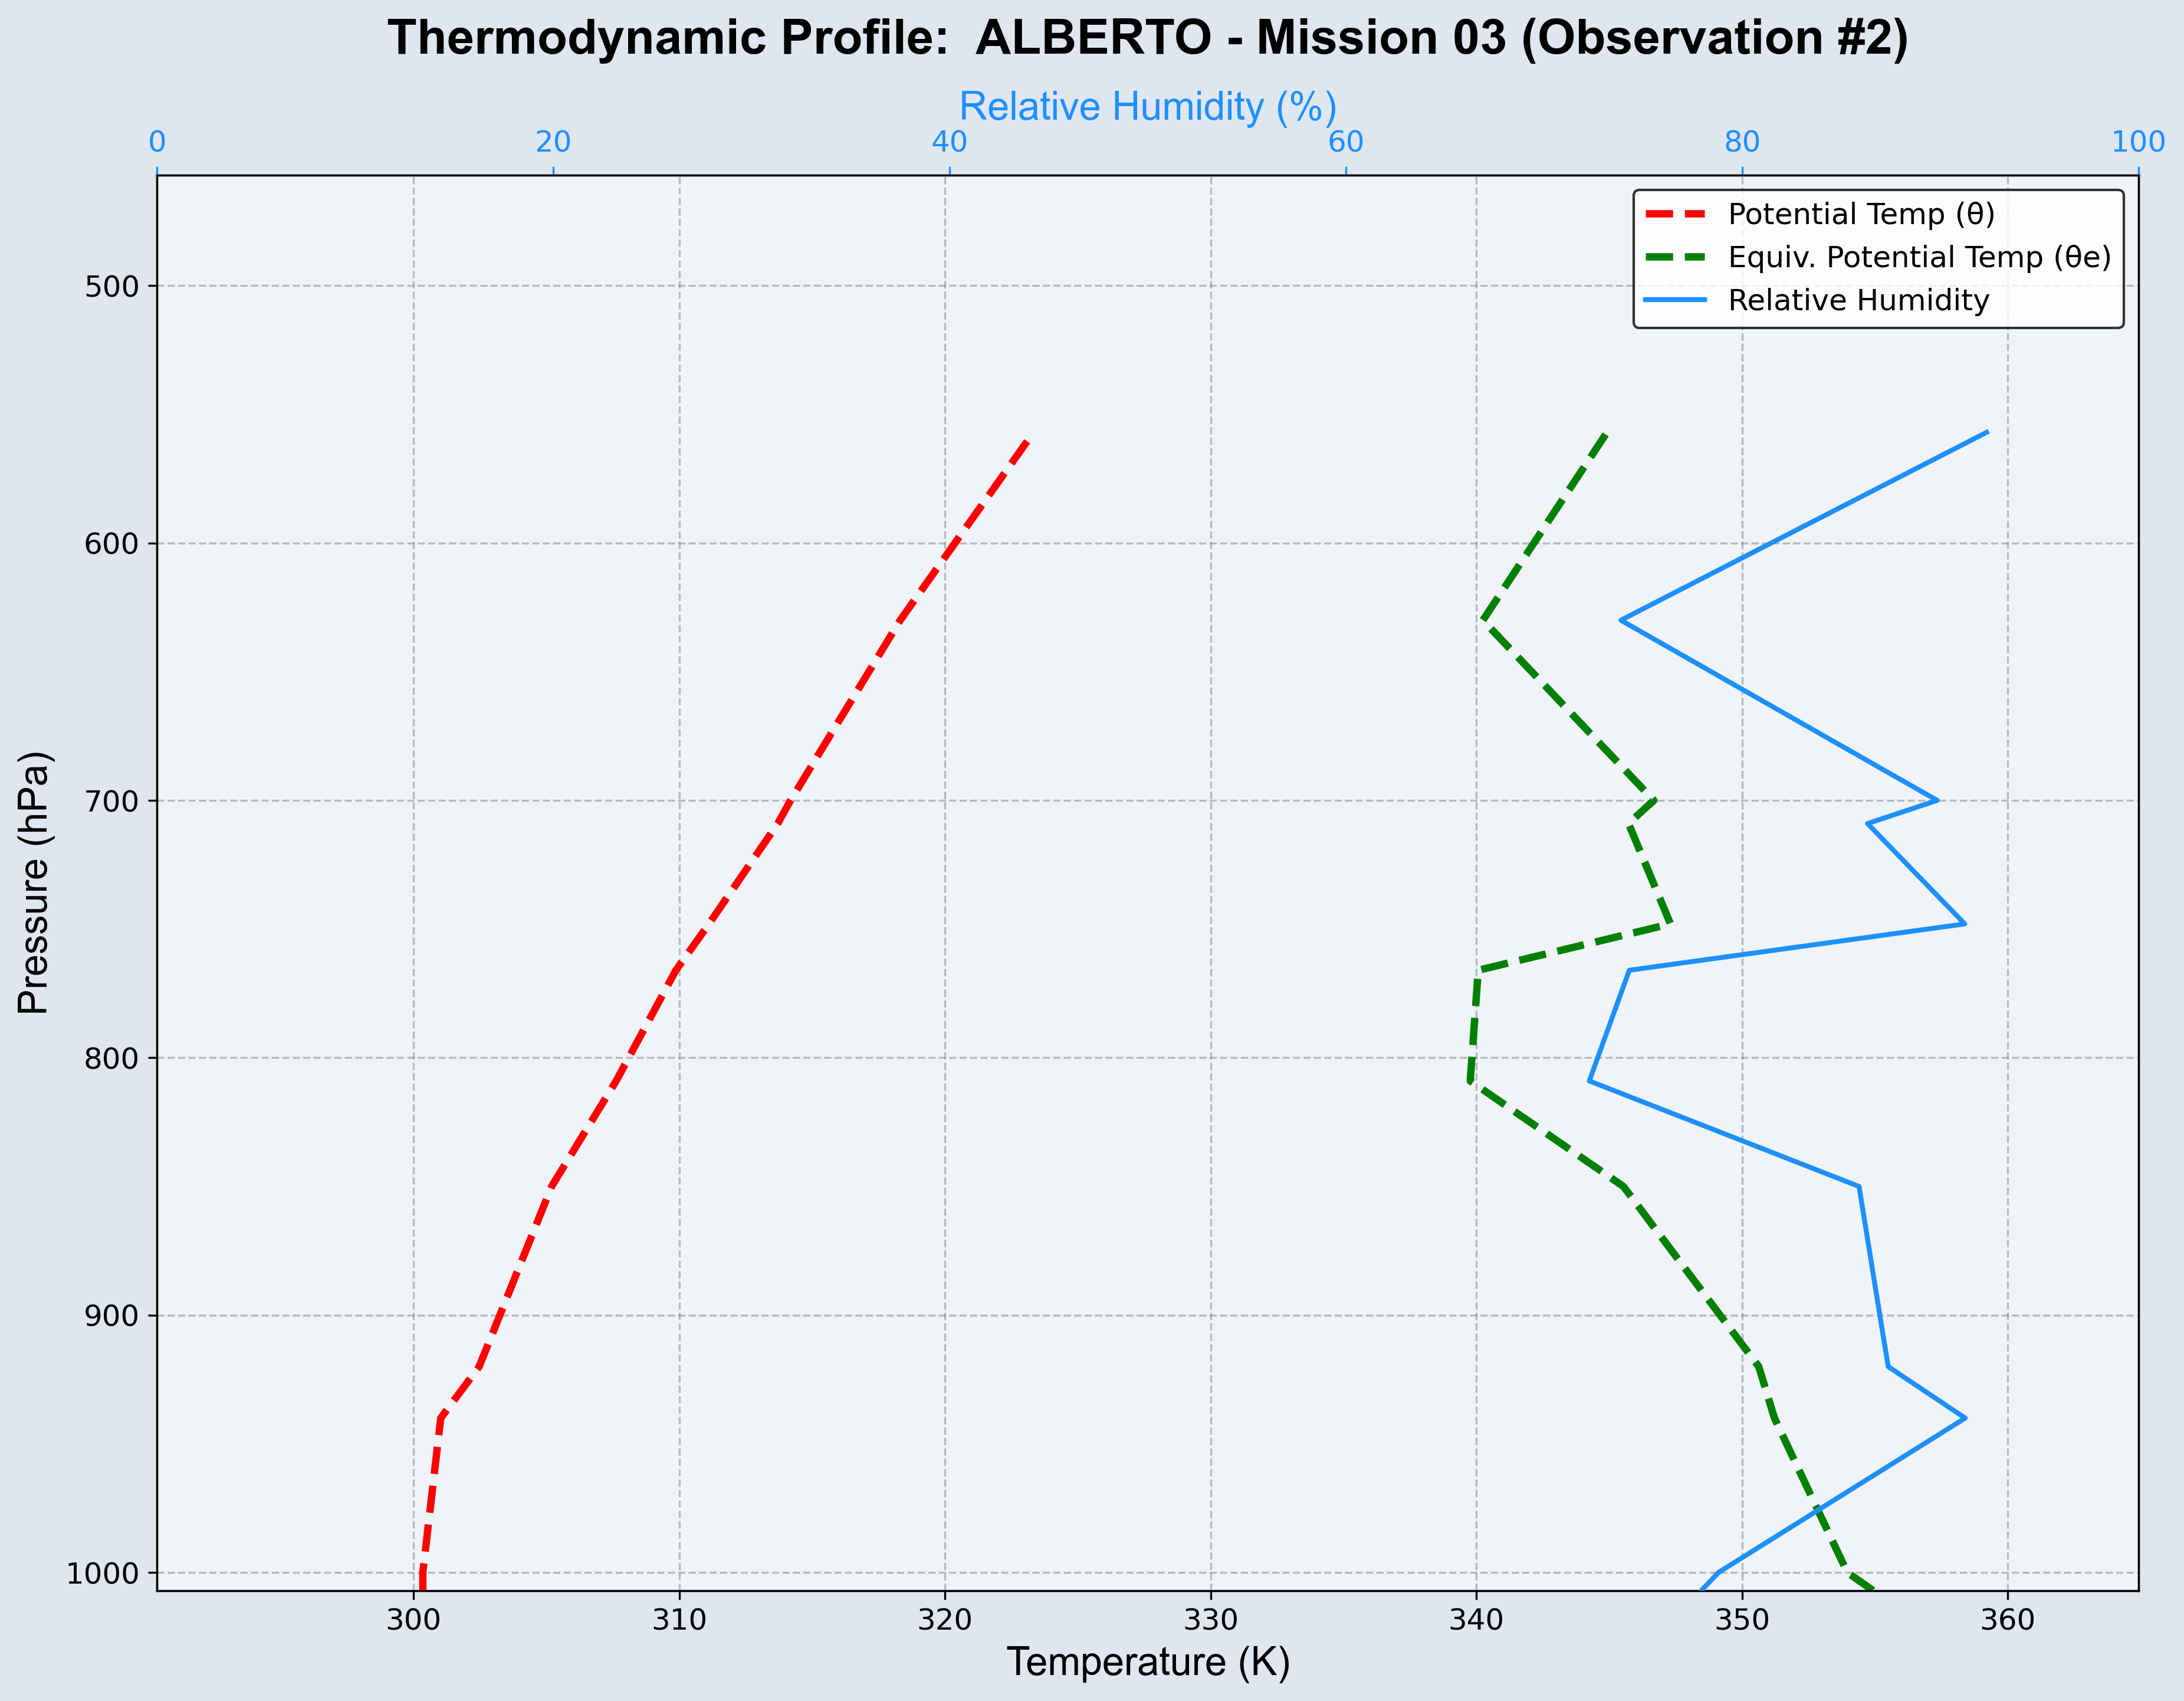 Thermodynamic Profile:  ALBERTO - Mission 03 (Observation #2)
Relative Humidity (%)
0 20 40 60 80 100
Potential Temp (θ)
Equiv. Potential Temp (θe)
Relative Humidity
Pressure (hPa)
500
600
700
800
900
1000
300 310 320 330 340 350 360
Temperature (K)